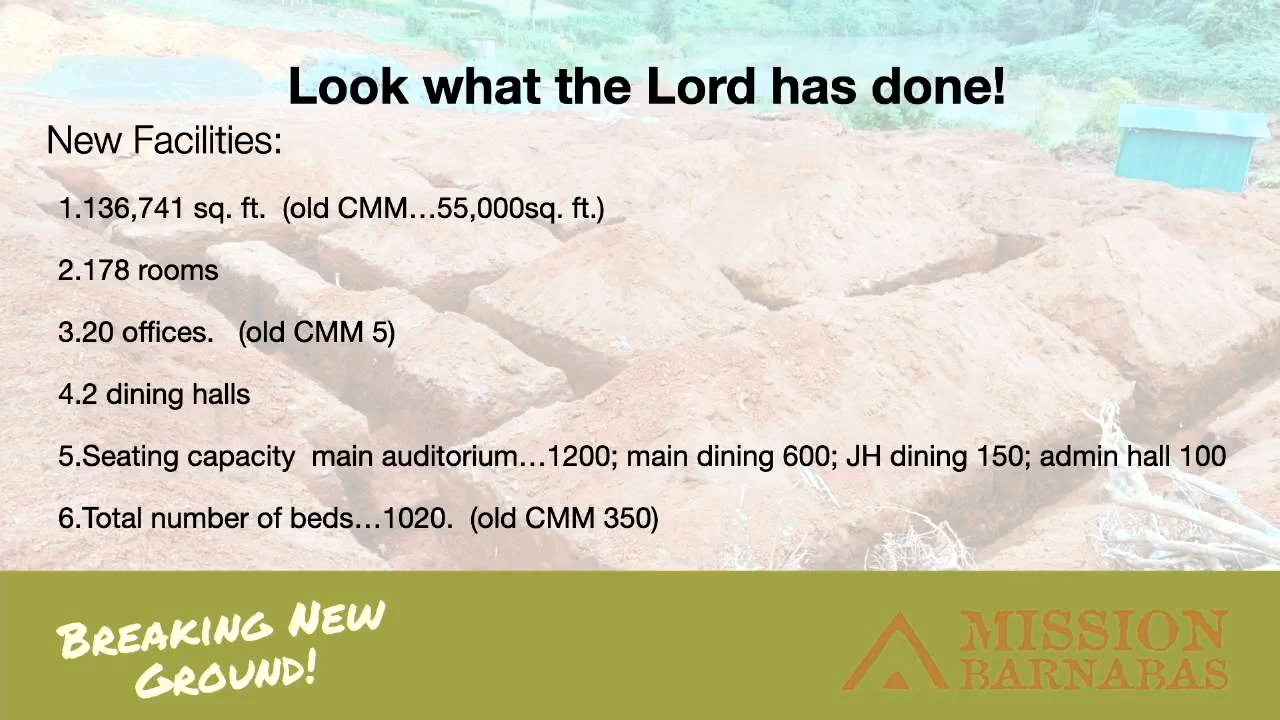 Look what the Lord has done!
New Facilities:
1.136,741 sq. ft.  (old CMM…55,000sq. ft.)
2.178 rooms
3.20 offices.   (old CMM 5)
4.2 dining halls
5.Seating capacity  main auditorium…1200; main dining 600; JH dining 150; admin hall 100
6.Total number of beds…1020.  (old CMM 350)
Breaking New
Ground!
MISSION
BARNABAS